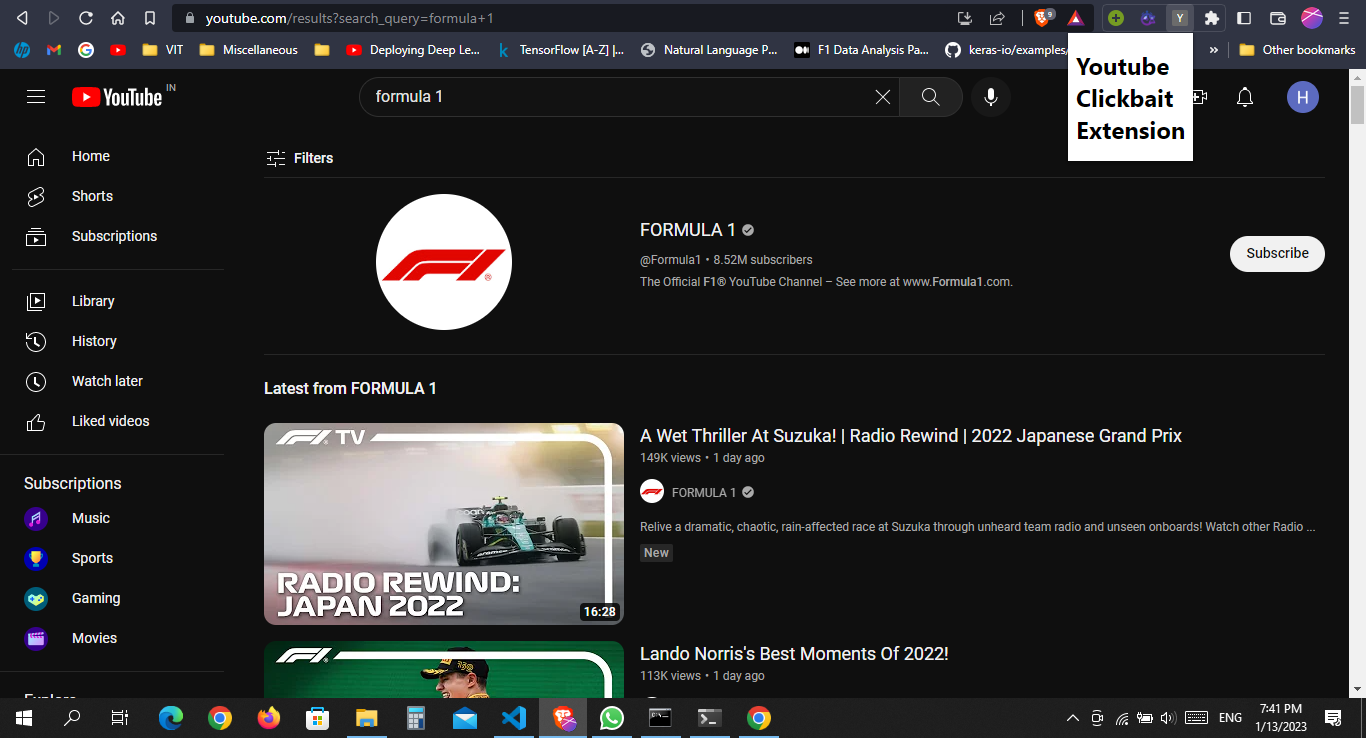 youtube.com/results?search_query=formula+1
9
Y
VIT
Miscellaneous
Deploying Deep Le...
TensorFlow [A-Z] |...
Natural Language P...
F1 Data Analysis Pa...
keras-io/examples/
»
Other bookmarks
Youtube
Clickbait
Extension
YouTube IN
formula 1
H
Home
Shorts
Subscriptions
Library
History
Watch later
Liked videos
Subscriptions
Music
Sports
Gaming
Movies
Explore
Filters
FORMULA 1
@Formula1 • 8.52M subscribers
The Official F1® YouTube Channel – See more at www.Formula1.com.
Subscribe
Latest from FORMULA 1
F1 TV
RADIO REWIND:
JAPAN 2022
16:28
A Wet Thriller At Suzuka! | Radio Rewind | 2022 Japanese Grand Prix
149K views • 1 day ago
FORMULA 1
Relive a dramatic, chaotic, rain-affected race at Suzuka through unheard team radio and unseen onboards! Watch other Radio ...
New
Lando Norris's Best Moments Of 2022!
113K views • 1 day ago
ENG
7:41 PM
1/13/2023